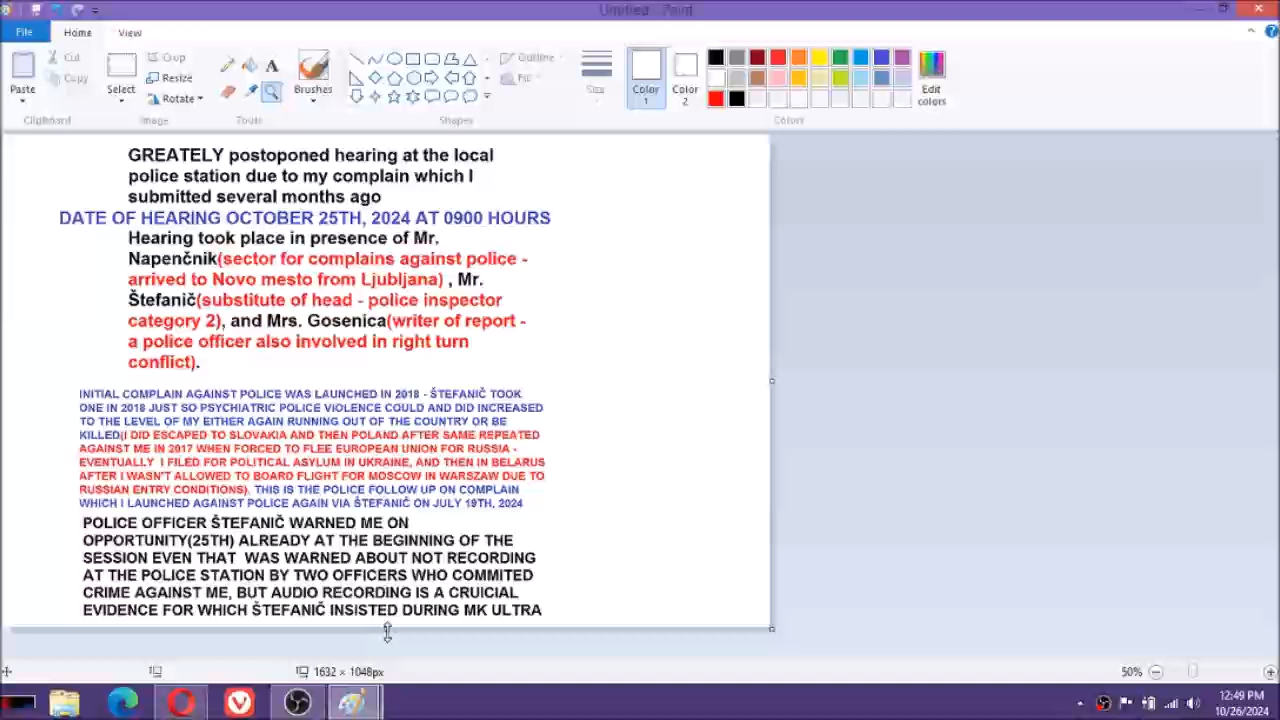 Untitled - Paint
File
Home
View
Paste
Cut
Copy
Clipboard
Select
Crop
Resize
Rotate
Image
Tools
Brushes
Shapes
Outline
Fill
Size
Color 1
Color 2
Edit colors
Colors
GREATELY postoponed hearing at the local
police station due to my complain which I
submitted several months ago
DATE OF HEARING OCTOBER 25TH, 2024 AT 0900 HOURS
Hearing took place in presence of Mr.
Napenčnik(sector for complains against police -
arrived to Novo mesto from Ljubljana) , Mr.
Štefanič(substitute of head - police inspector
category 2), and Mrs. Gosenica(writer of report -
a police officer also involved in right turn
conflict).
INITIAL COMPLAIN AGAINST POLICE WAS LAUNCHED IN 2018 - ŠTEFANIČ TOOK
ONE IN 2018 JUST SO PSYCHIATRIC POLICE VIOLENCE COULD AND DID INCREASED
TO THE LEVEL OF MY EITHER AGAIN RUNNING OUT OF THE COUNTRY OR BE
KILLED(I DID ESCAPED TO SLOVAKIA AND THEN POLAND AFTER SAME REPEATED
AGAINST ME IN 2017 WHEN FORCED TO FLEE EUROPEAN UNION FOR RUSSIA -
EVENTUALLY I FILED FOR POLITICAL ASYLUM IN UKRAINE, AND THEN IN BELARUS
AFTER I WASN'T ALLOWED TO BOARD FLIGHT FOR MOSCOW IN WARSZAW DUE TO
RUSSIAN ENTRY CONDITIONS). THIS IS THE POLICE FOLLOW UP ON COMPLAIN
WHICH I LAUNCHED AGAINST POLICE AGAIN VIA ŠTEFANIČ ON JULY 19TH, 2024
POLICE OFFICER ŠTEFANIČ WARNED ME ON
OPPORTUNITY(25TH) ALREADY AT THE BEGINNING OF THE
SESSION EVEN THAT WAS WARNED ABOUT NOT RECORDING
AT THE POLICE STATION BY TWO OFFICERS WHO COMMITED
CRIME AGAINST ME, BUT AUDIO RECORDING IS A CRUICIAL
EVIDENCE FOR WHICH ŠTEFANIČ INSISTED DURING MK ULTRA
1632 × 1048px
50%
12:49 PM
10/26/2024